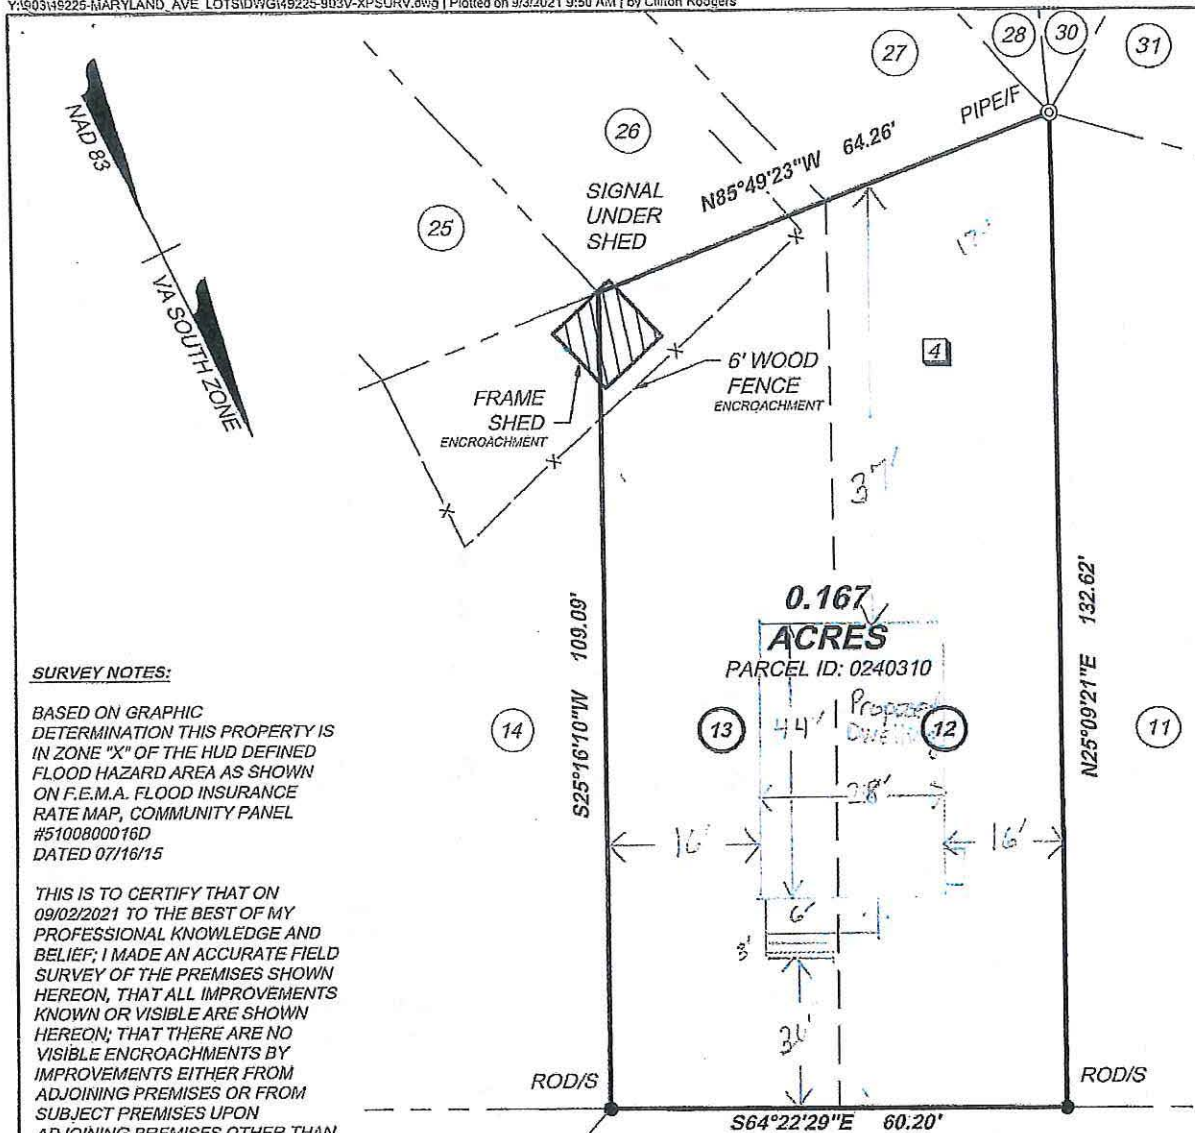 Y:\903\49225-MARYLAND_AVE_LOTS\DWG\49225-903V-XPSURV.dwg | Plotted on 9/3/2021 9:50 AM | by Clifton Rodgers
NAD 83
VA SOUTH ZONE
25
26
27
28
30
31
SIGNAL
UNDER
SHED
N85°49'23"W 64.26'
PIPE/F
4
6' WOOD
FENCE
ENCROACHMENT
FRAME
SHED
ENCROACHMENT
37'
0.167
ACRES
PARCEL ID: 0240310
S25°16'10"W 109.09'
N25°09'21"E 132.62'
14
13
12
11
44'
Proposed
28'
16'
16'
6'
3'
ROD/S
ROD/S
S64°22'29"E 60.20'
SURVEY NOTES:
BASED ON GRAPHIC
DETERMINATION THIS PROPERTY IS
IN ZONE "X" OF THE HUD DEFINED
FLOOD HAZARD AREA AS SHOWN
ON F.E.M.A. FLOOD INSURANCE
RATE MAP, COMMUNITY PANEL
#5100800016D
DATED 07/16/15
THIS IS TO CERTIFY THAT ON
09/02/2021 TO THE BEST OF MY
PROFESSIONAL KNOWLEDGE AND
BELIEF; I MADE AN ACCURATE FIELD
SURVEY OF THE PREMISES SHOWN
HEREON, THAT ALL IMPROVEMENTS
KNOWN OR VISIBLE ARE SHOWN
HEREON; THAT THERE ARE NO
VISIBLE ENCROACHMENTS BY
IMPROVEMENTS EITHER FROM
ADJOINING PREMISES OR FROM
SUBJECT PREMISES UPON
ADJOINING PREMISES OTHER THAN